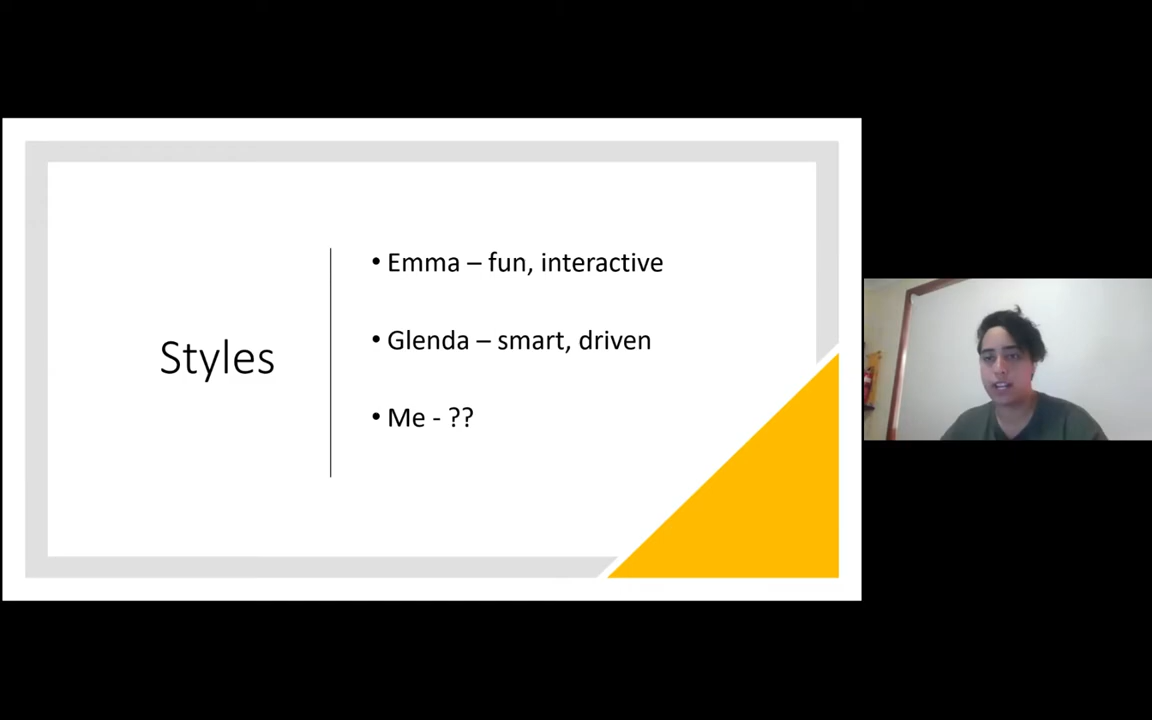 Styles
• Emma – fun, interactive
• Glenda – smart, driven
• Me - ??